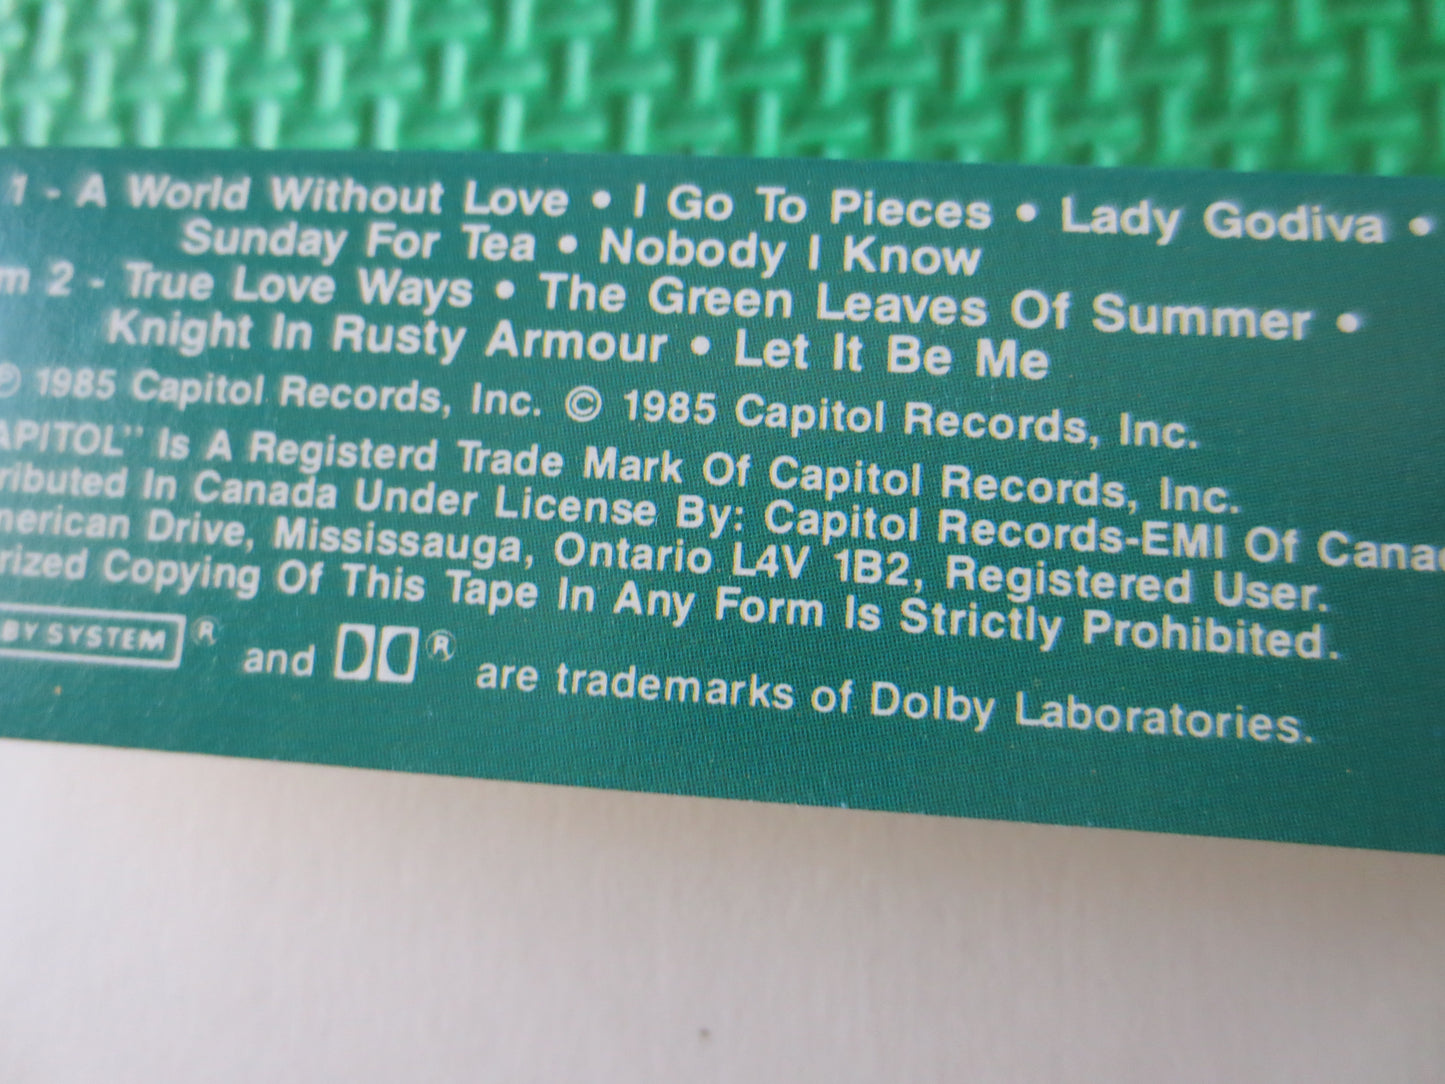 1 - A World Without Love • I Go To Pieces • Lady Godiva •
Sunday For Tea • Nobody I Know
2 - True Love Ways • The Green Leaves Of Summer •
Knight In Rusty Armour • Let It Be Me
℗ 1985 Capitol Records, Inc. © 1985 Capitol Records, Inc.
APITOL" Is A Registerd Trade Mark Of Capitol Records, Inc.
ributed In Canada Under License By: Capitol Records-EMI Of Canad
merican Drive, Mississauga, Ontario L4V 1B2, Registered User.
rized Copying Of This Tape In Any Form Is Strictly Prohibited.
BY SYSTEM ® and ® are trademarks of Dolby Laboratories.